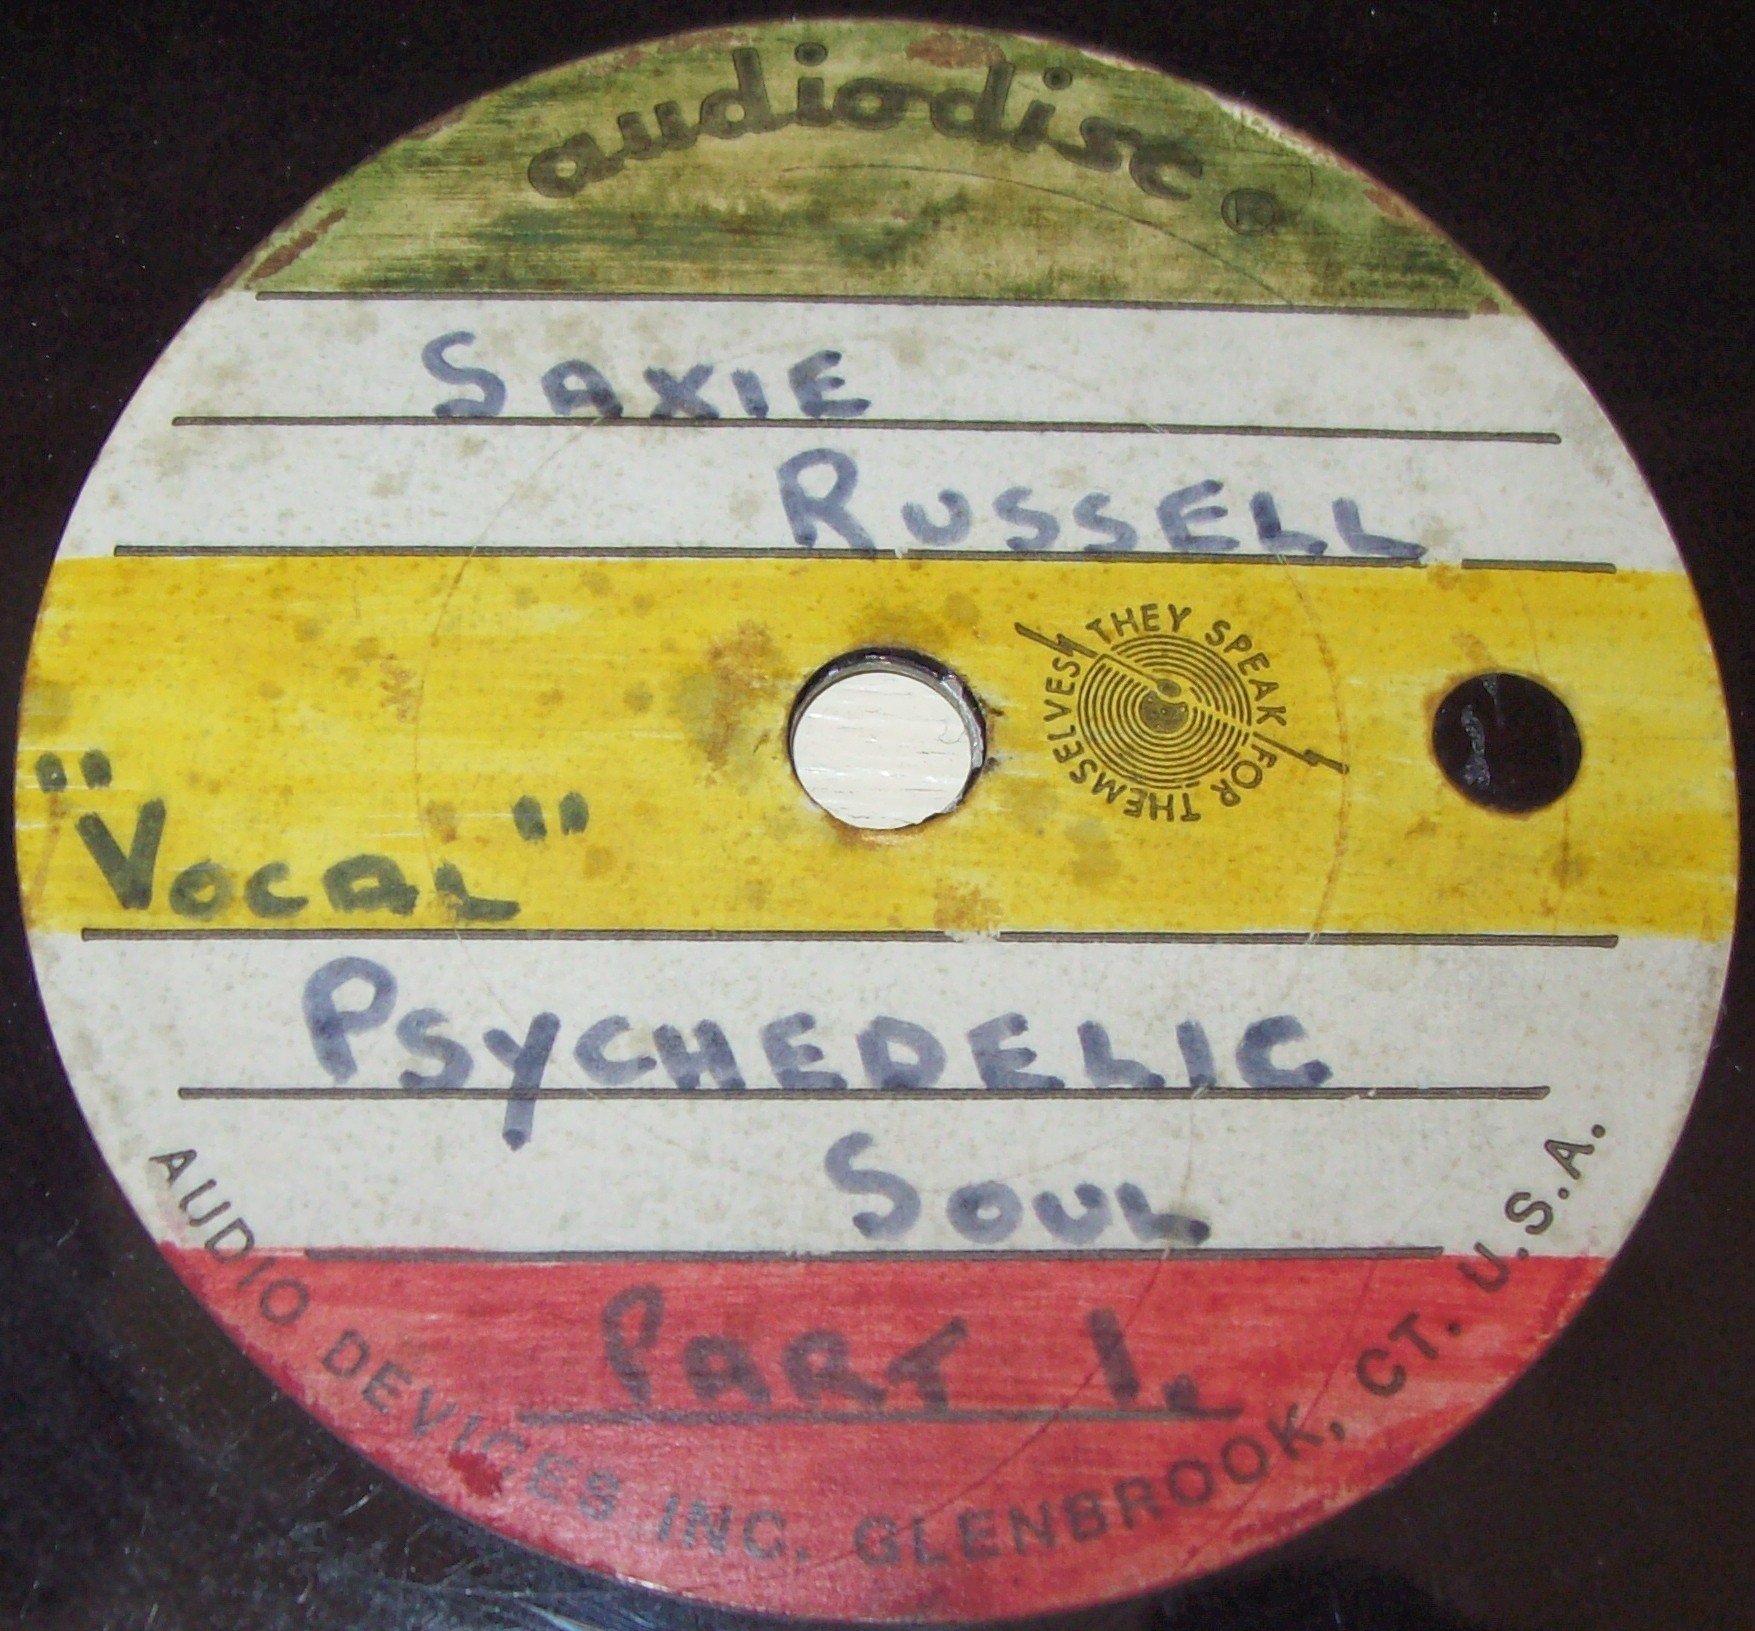 audiodisc ®
SAXIE
RUSSELL
THEY SPEAK FOR THEMSELVES
"VOCAL"
PSYCHEDELIC
SOUL
PART 1.
AUDIO DEVICES INC. GLENBROOK, CT. U.S.A.